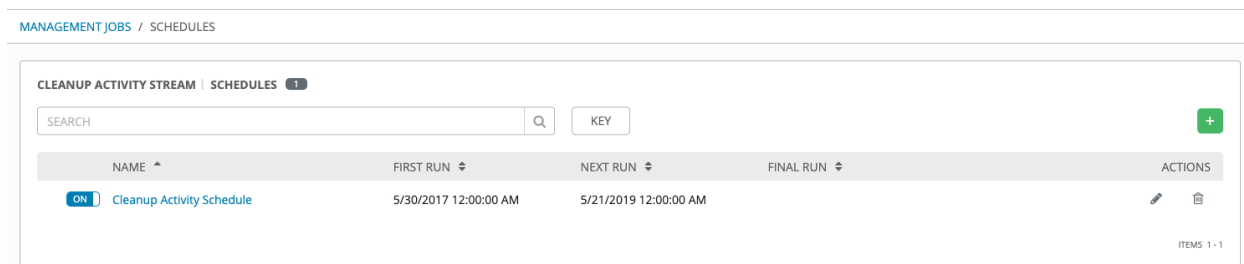 MANAGEMENT JOBS / SCHEDULES
CLEANUP ACTIVITY STREAM | SCHEDULES 1
SEARCH KEY +
NAME FIRST RUN NEXT RUN FINAL RUN ACTIONS
ON Cleanup Activity Schedule 5/30/2017 12:00:00 AM 5/21/2019 12:00:00 AM
ITEMS 1 - 1